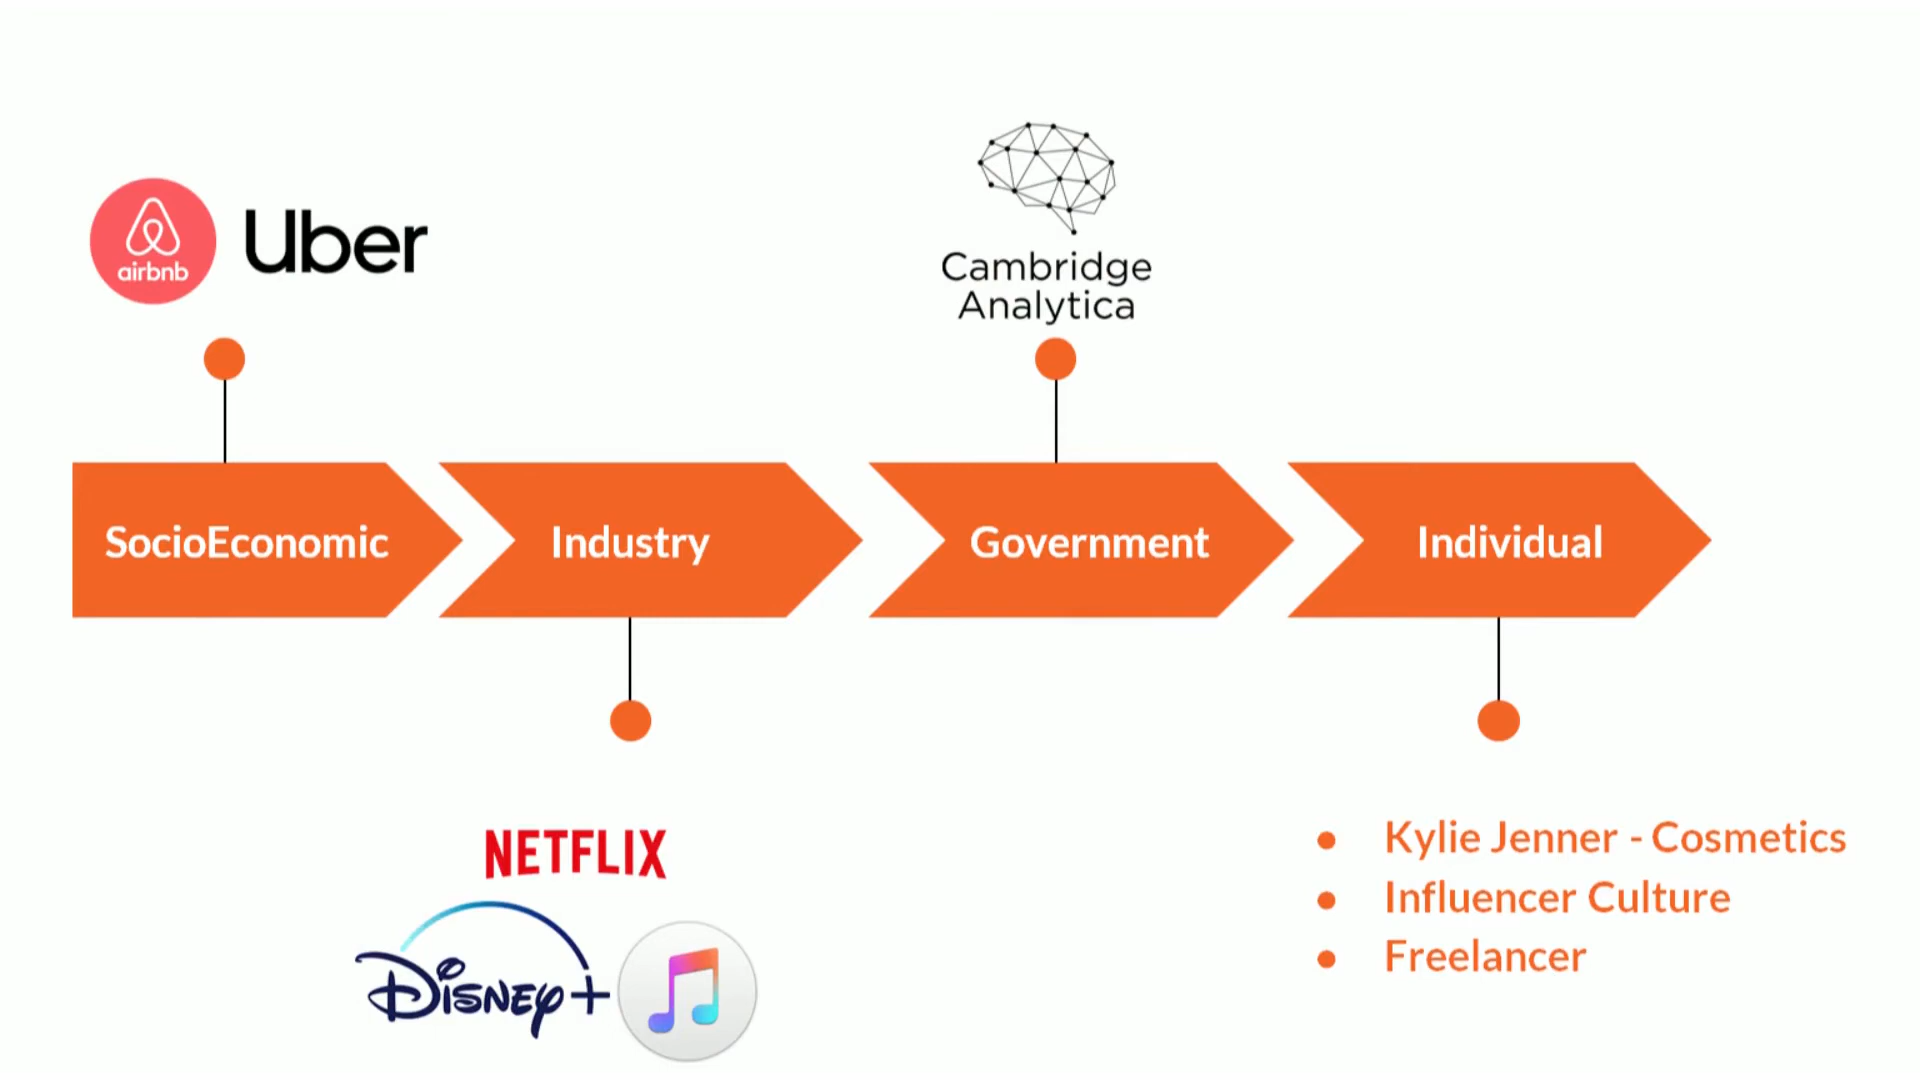 airbnb
Uber
Cambridge
Analytica
SocioEconomic
Industry
Government
Individual
NETFLIX
Disney+
Kylie Jenner - Cosmetics
Influencer Culture
Freelancer